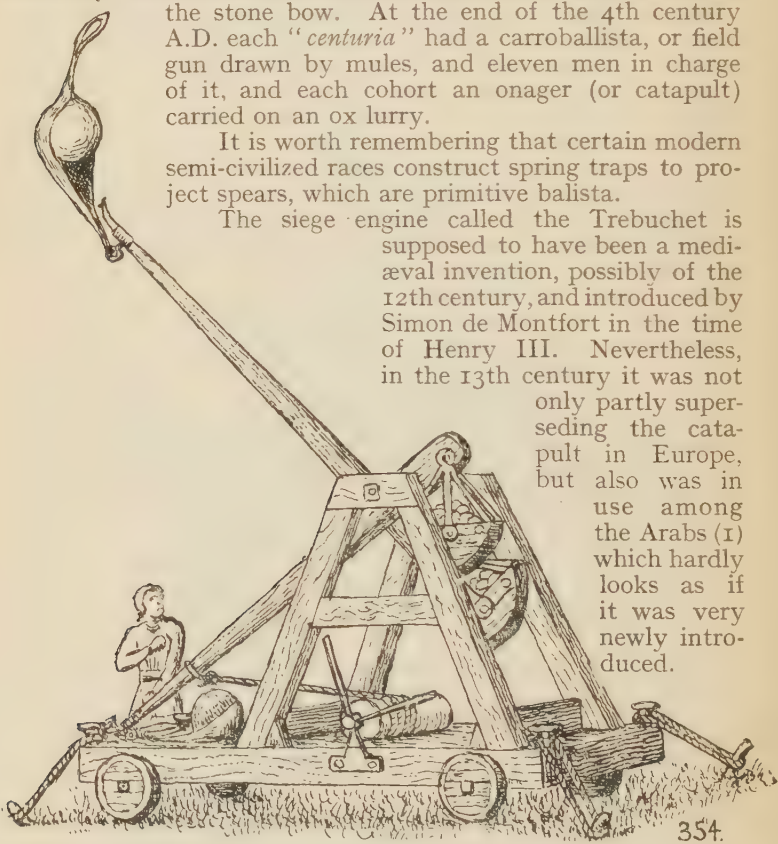 the stone bow. At the end of the 4th century
A.D. each "centuria" had a carroballista, or field
gun drawn by mules, and eleven men in charge
of it, and each cohort an onager (or catapult)
carried on an ox lurry.
It is worth remembering that certain modern
semi-civilized races construct spring traps to pro-
ject spears, which are primitive balista.
The siege engine called the Trebuchet is
supposed to have been a medi-
æval invention, possibly of the
12th century, and introduced by
Simon de Montfort in the time
of Henry III. Nevertheless,
in the 13th century it was not
only partly super-
seding the cata-
pult in Europe,
but also was in
use among
the Arabs (1)
which hardly
looks as if
it was very
newly intro-
duced.
354.